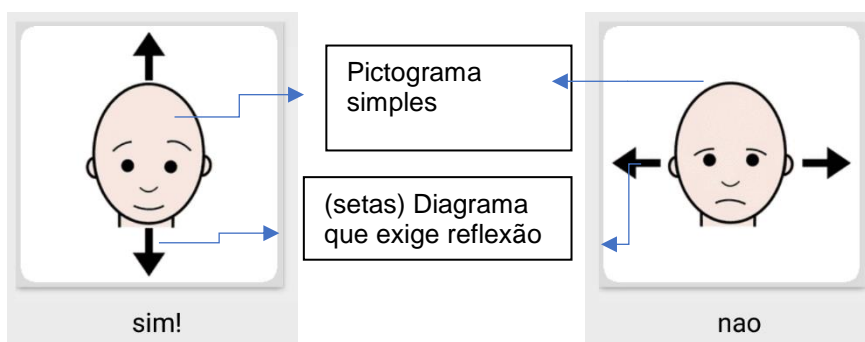 Pictograma
simples
(setas) Diagrama
que exige reflexão
sim!
nao